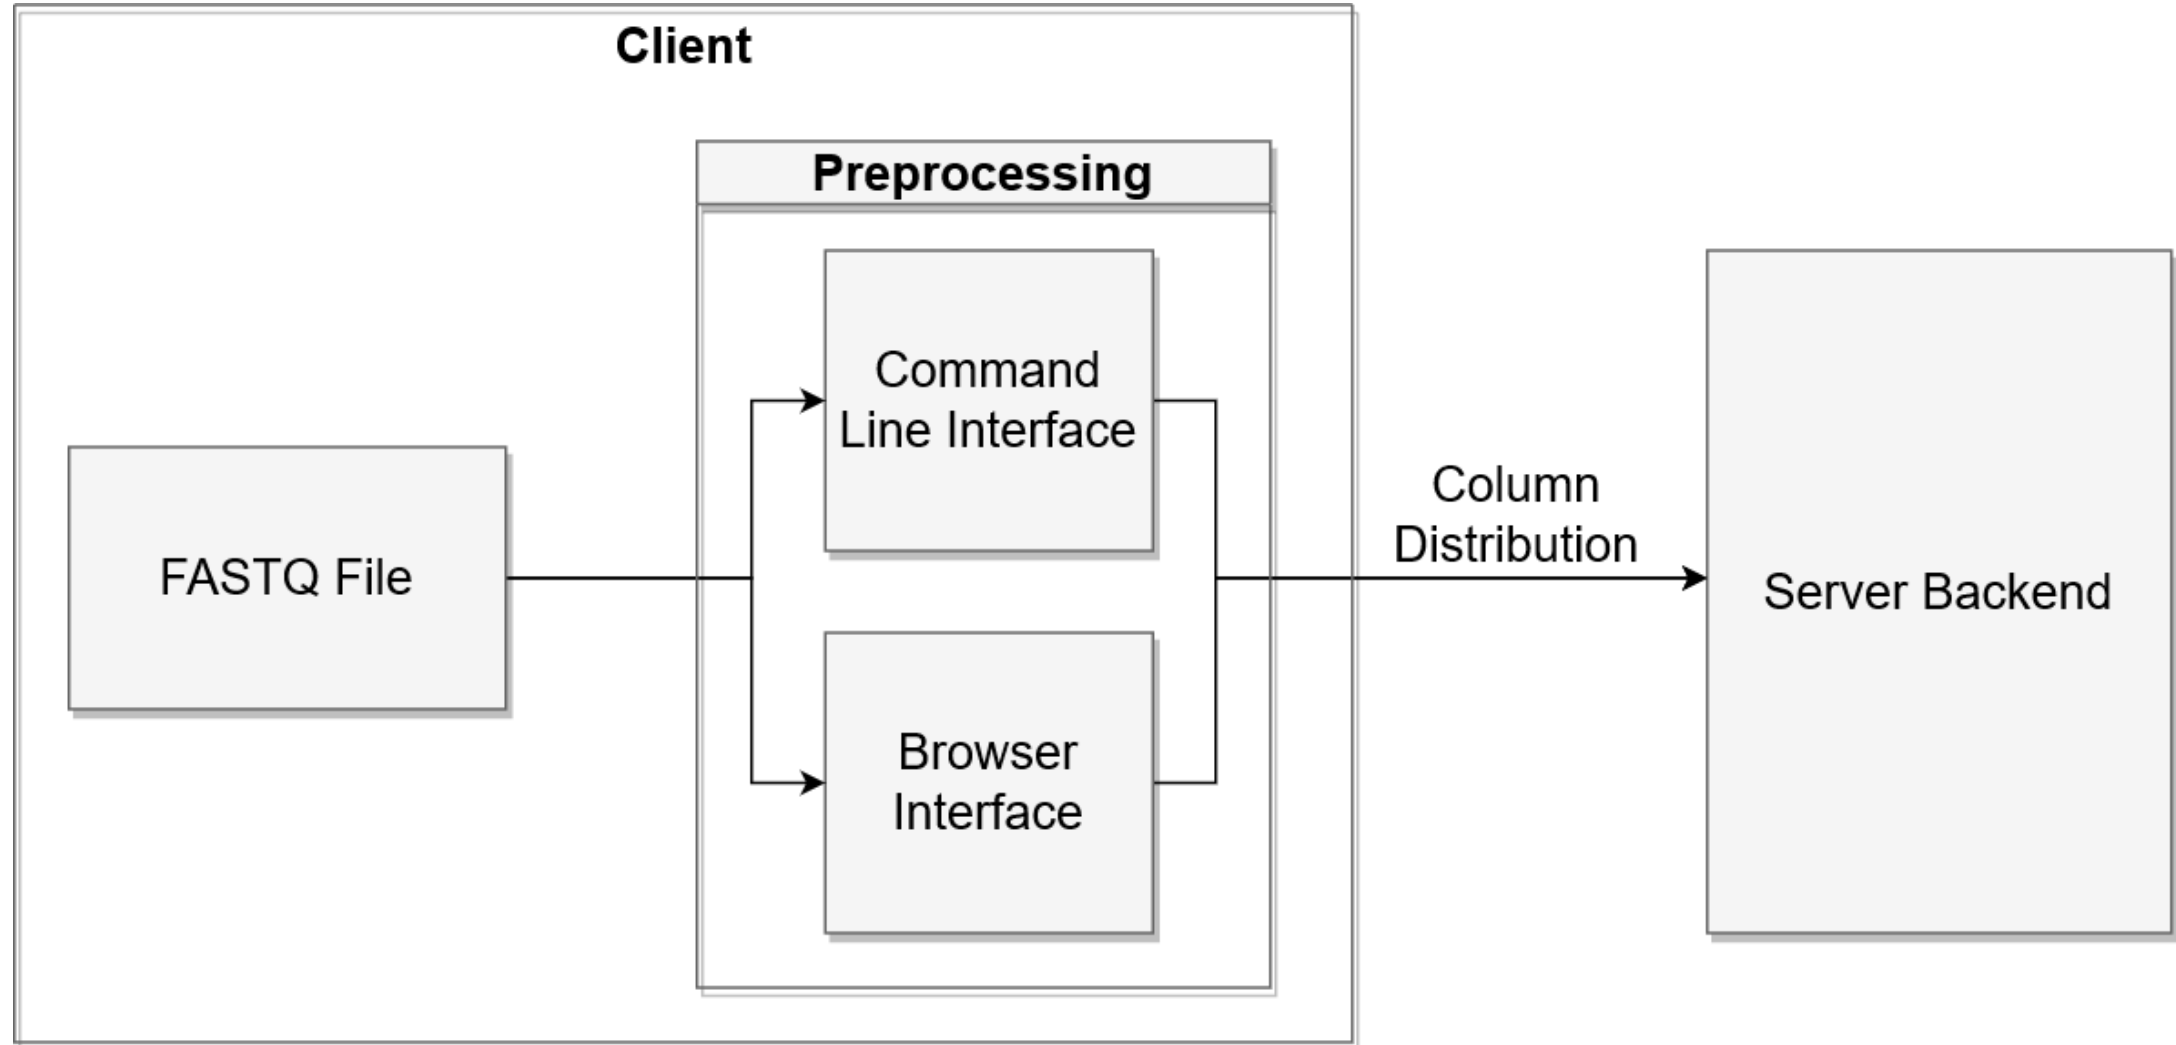 Client
Preprocessing
Command
Line Interface
FASTQ File
Browser
Interface
Column
Distribution
Server Backend